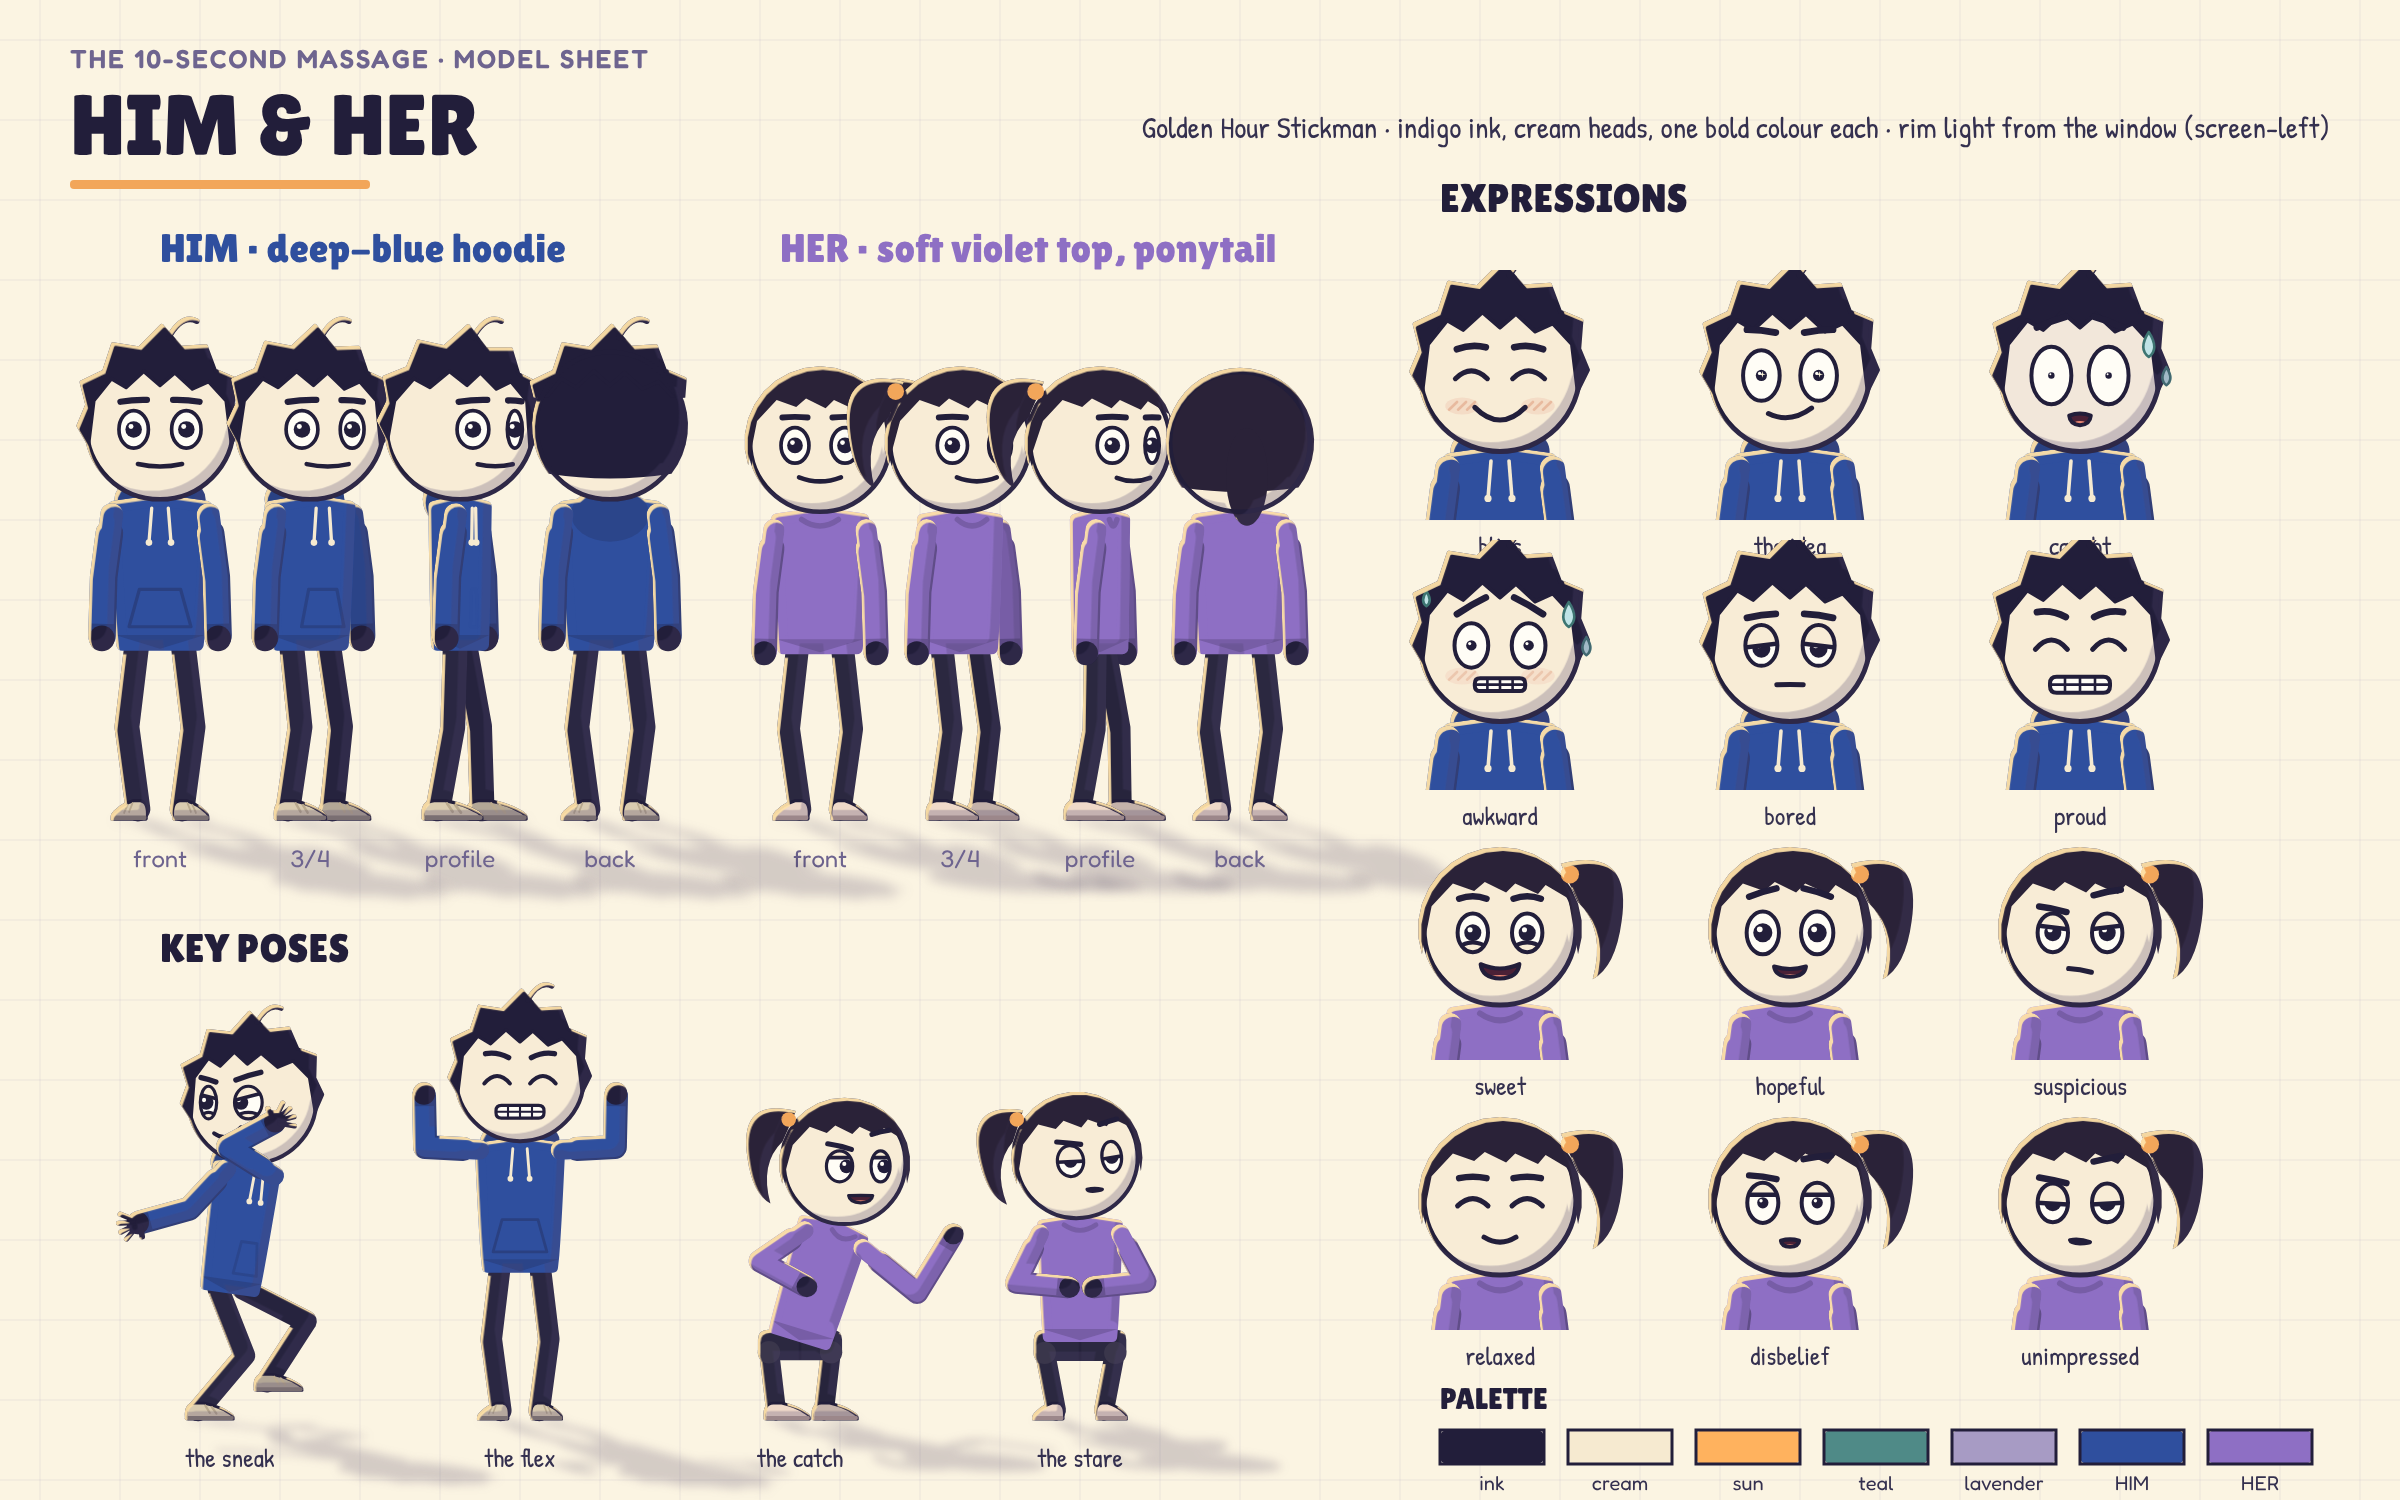 THE 10-SECOND MASSAGE · MODEL SHEET
HIM & HER
Golden Hour Stickman · indigo ink, cream heads, one bold colour each · rim light from the window (screen-left)
EXPRESSIONS
HIM · deep-blue hoodie
HER · soft violet top, ponytail
awkward
bored
proud
front
3/4
profile
back
front
3/4
profile
back
KEY POSES
sweet
hopeful
suspicious
relaxed
disbelief
unimpressed
PALETTE
the sneak
the flex
the catch
the stare
ink
cream
sun
teal
lavender
HIM
HER